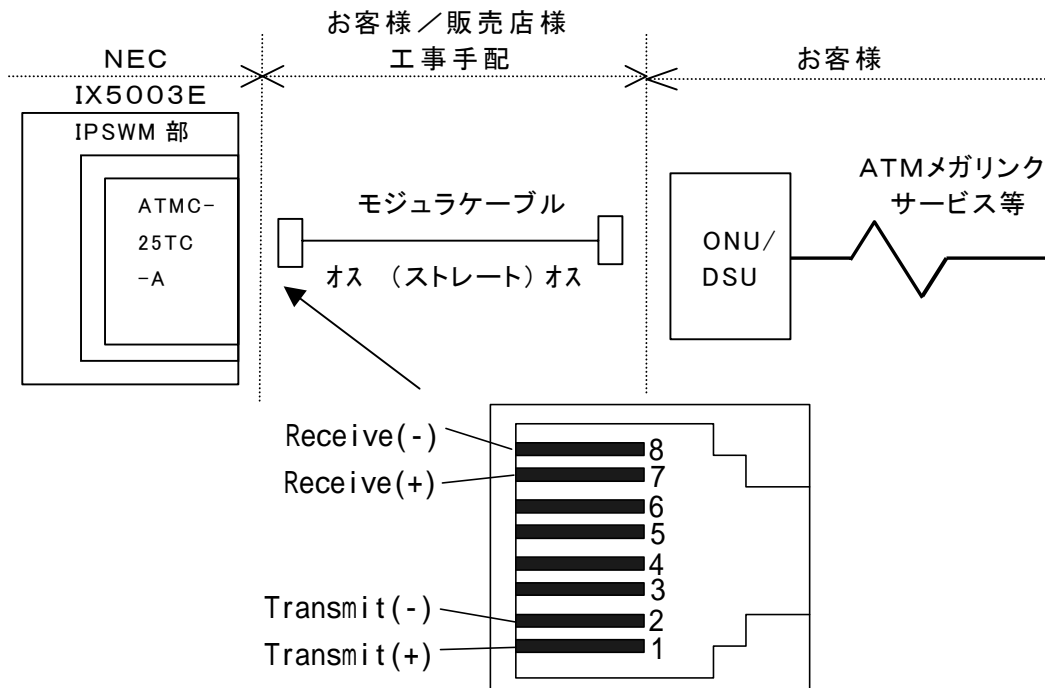 お客様／販売店様
NEC
工事手配
お客様
IX5003E
IPSWM 部
ATMC-
25TC
-A
モジュラケーブル
オス （ストレート）オス
ONU/
DSU
ATMメガリンク
サービス等
Receive(-)
8
Receive(+)
7
6
5
4
3
Transmit(-)
2
Transmit(+)
1